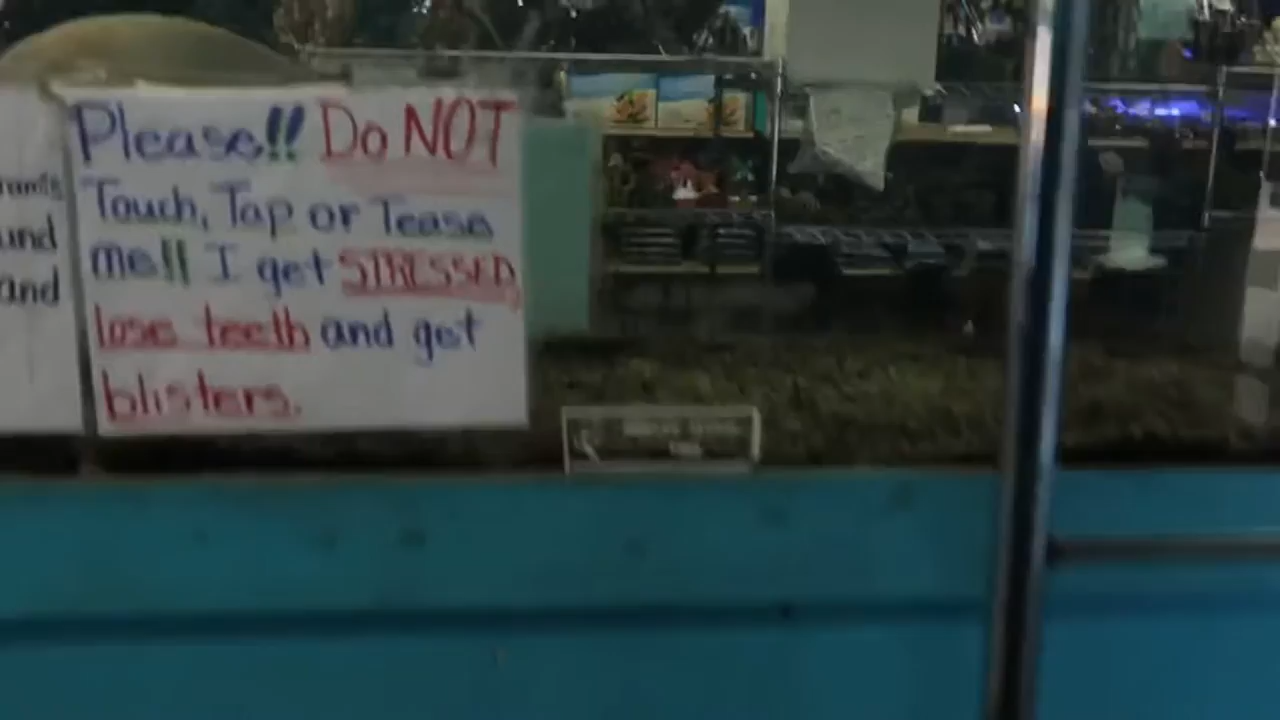 Please!! Do NOT
Touch, Tap or Tease
me!! I get STRESSED,
lose teeth and get
blisters.
und
and